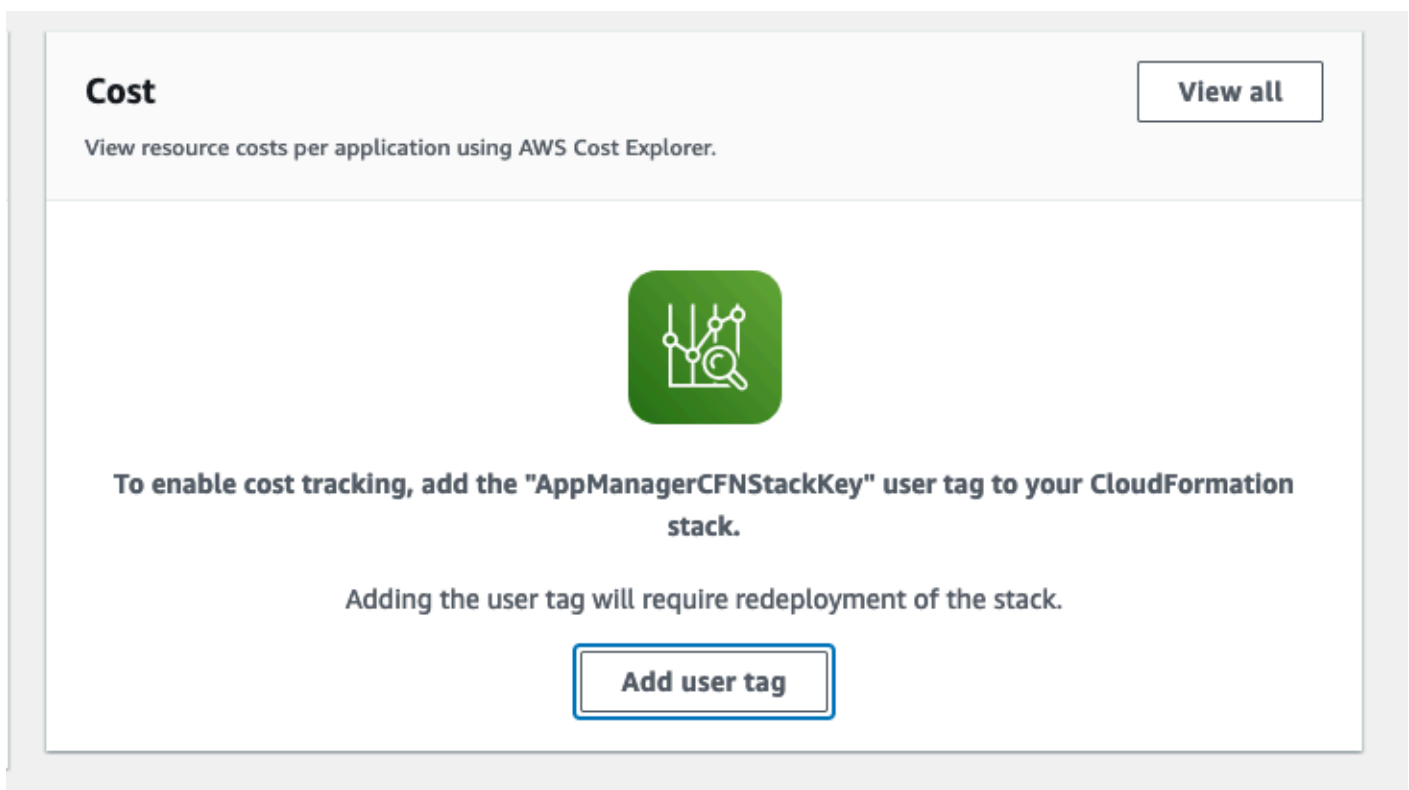 Cost
View all
View resource costs per application using AWS Cost Explorer.
To enable cost tracking, add the "AppManagerCFNStackKey" user tag to your CloudFormation
stack.
Adding the user tag will require redeployment of the stack.
Add user tag